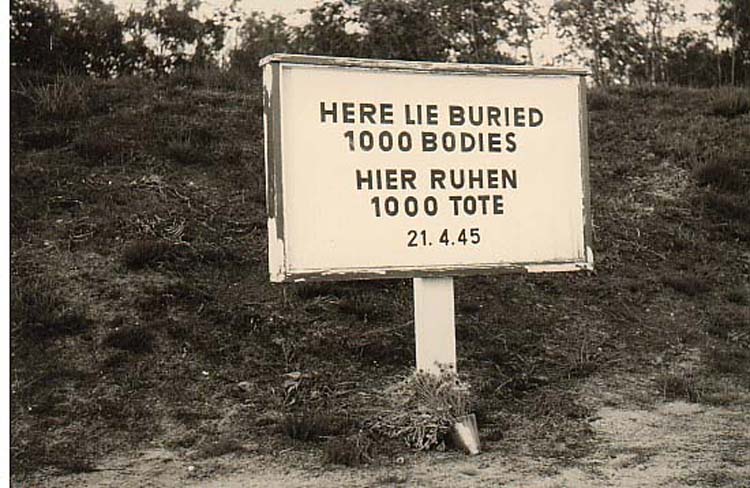 HERE LIE BURIED
1000 BODIES
HIER RUHEN
1000 TOTE
21. 4. 45